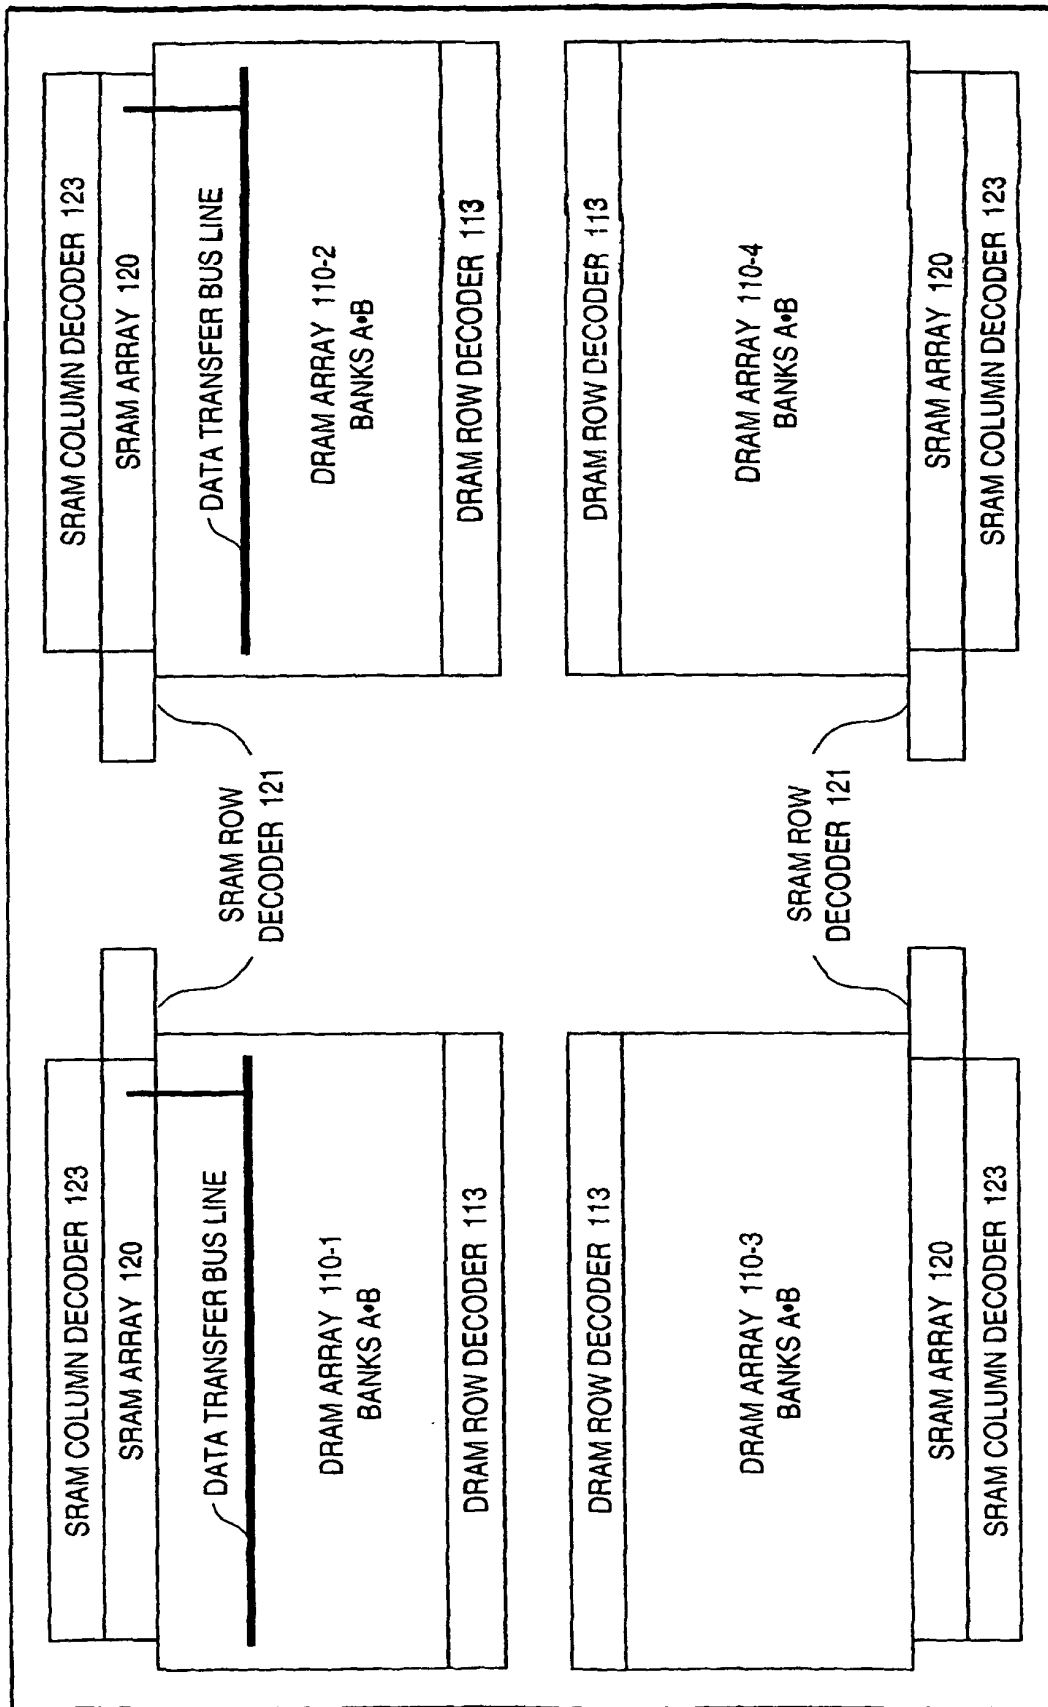 SRAM COLUMN DECODER 123
SRAM ARRAY 120
DATA TRANSFER BUS LINE
DRAM ARRAY 110-1
BANKS A•B
DRAM ROW DECODER 113
SRAM ROW
DECODER 121
SRAM COLUMN DECODER 123
SRAM ARRAY 120
DATA TRANSFER BUS LINE
DRAM ARRAY 110-2
BANKS A•B
DRAM ROW DECODER 113
DRAM ROW DECODER 113
DRAM ARRAY 110-3
BANKS A•B
SRAM ARRAY 120
SRAM COLUMN DECODER 123
SRAM ROW
DECODER 121
DRAM ROW DECODER 113
DRAM ARRAY 110-4
BANKS A•B
SRAM ARRAY 120
SRAM COLUMN DECODER 123